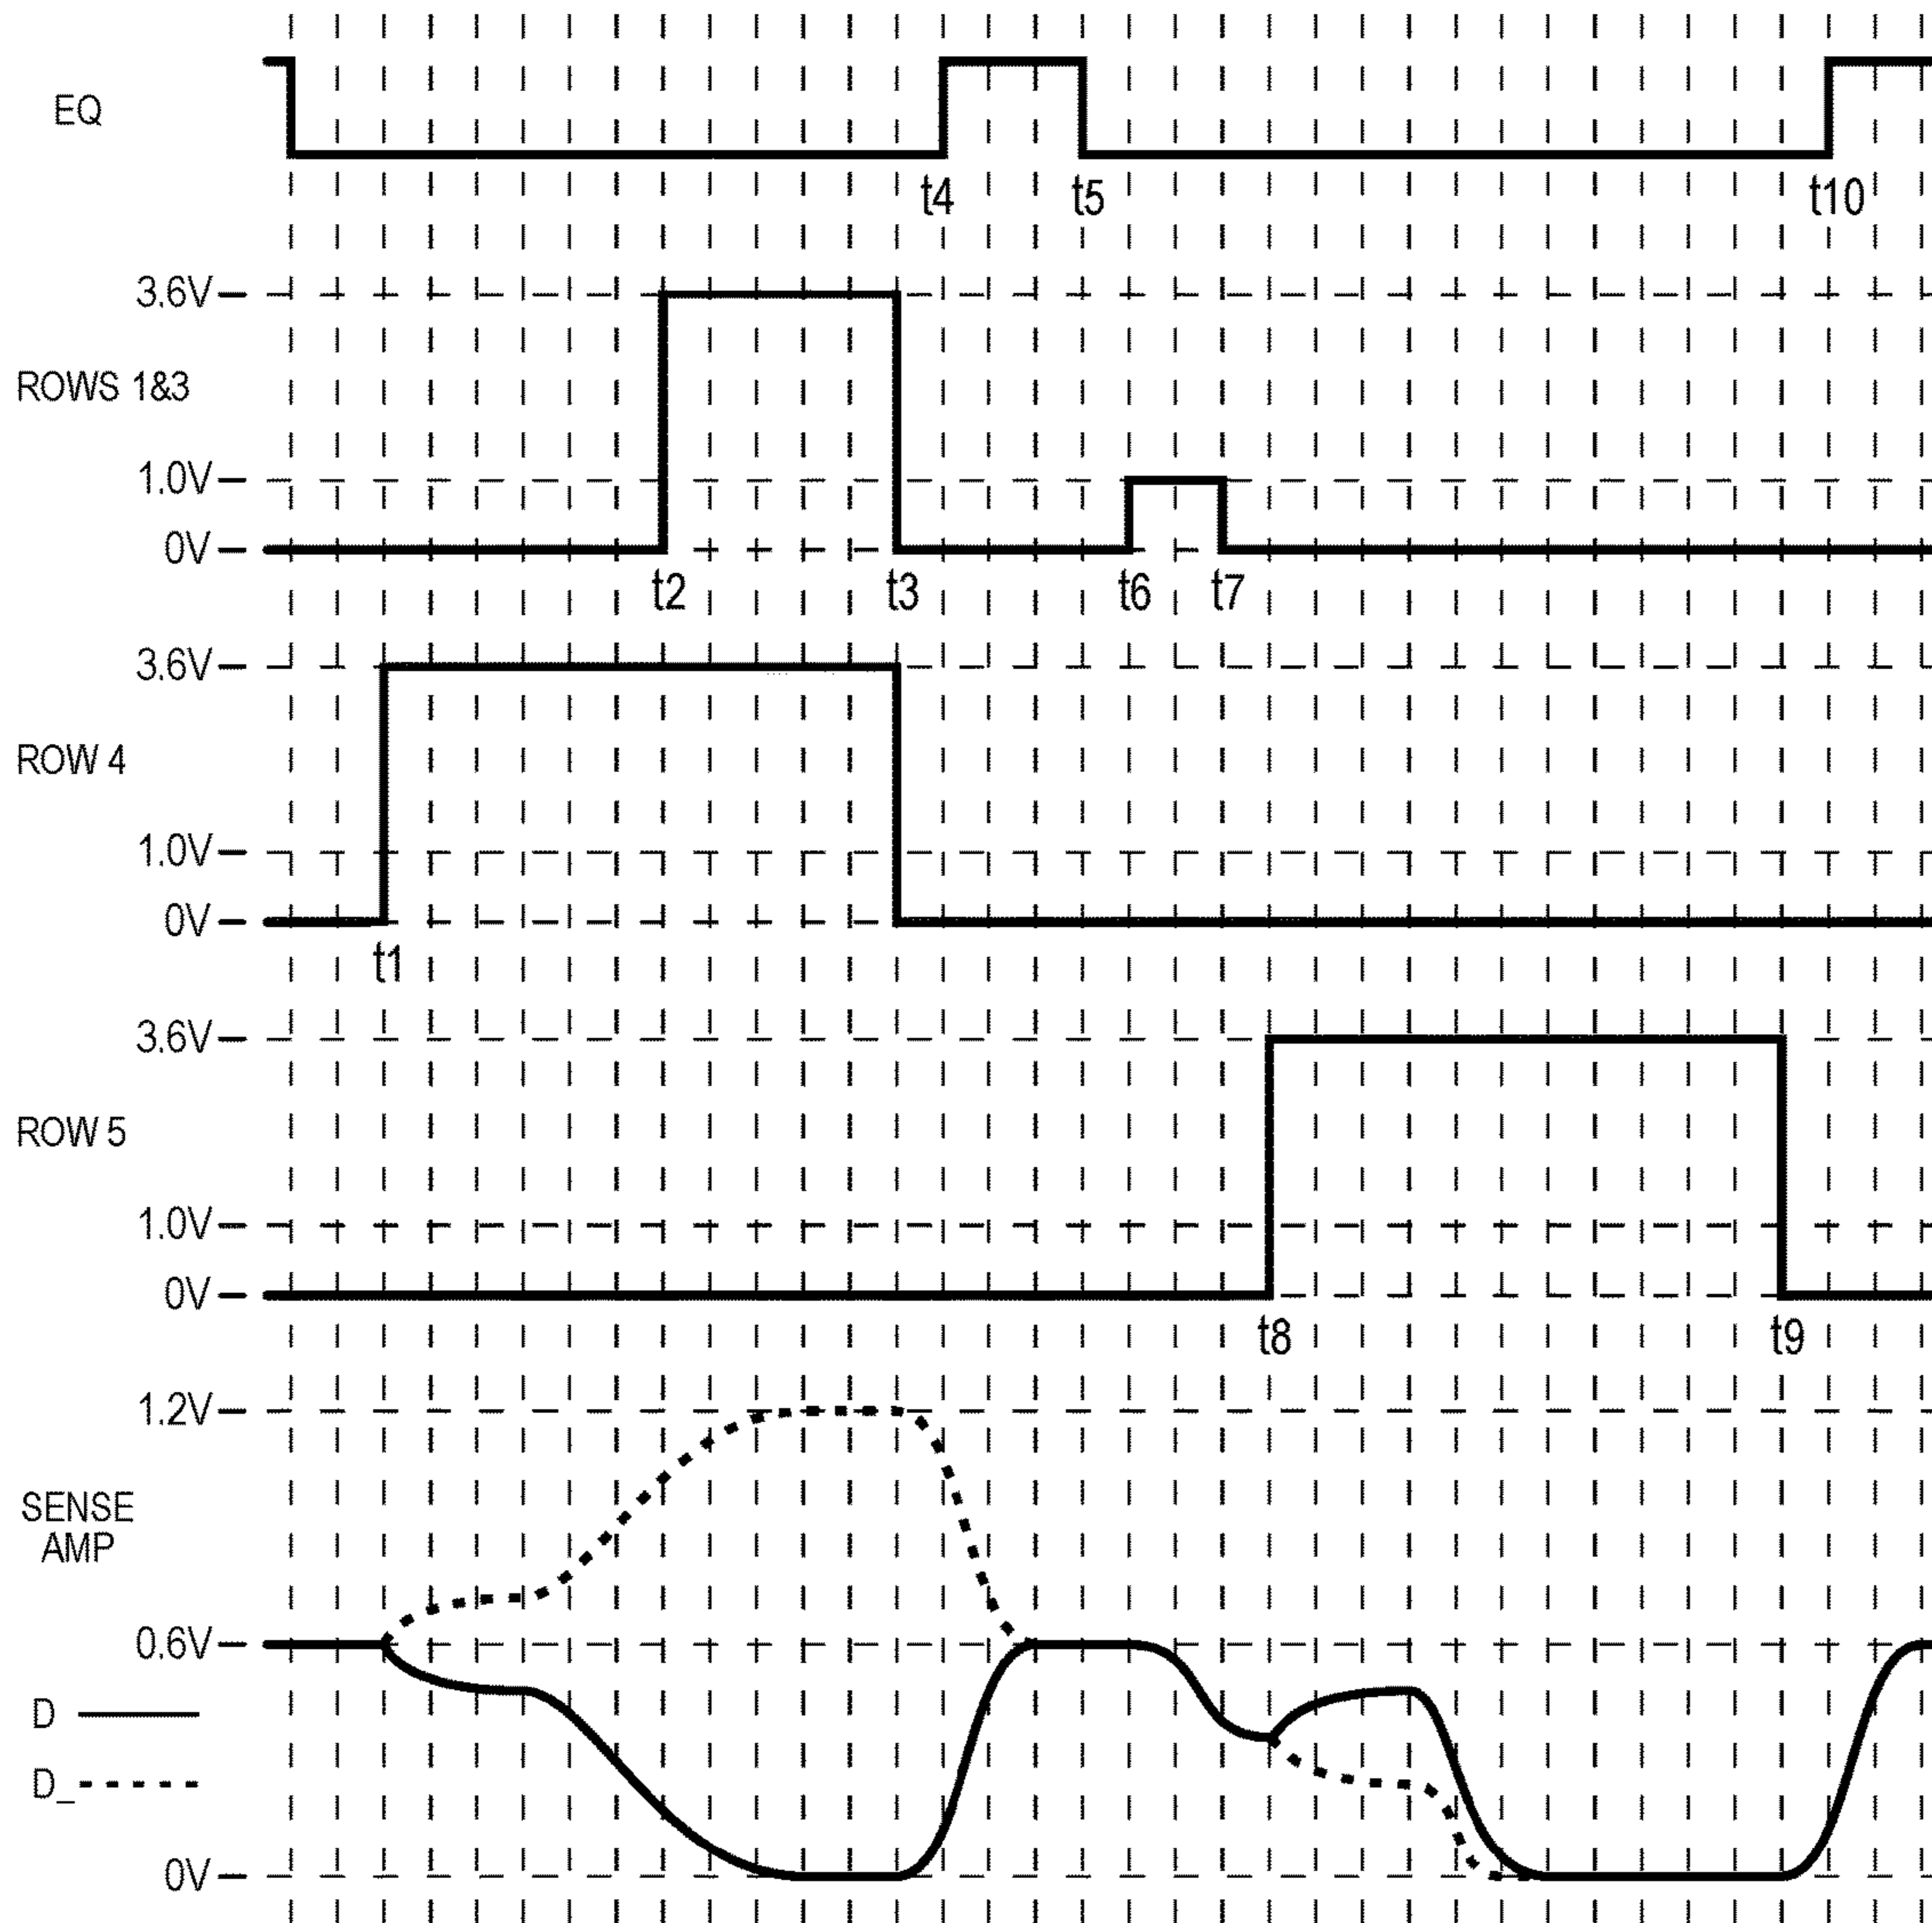 EQ
t4 t5 t10
3.6V
ROWS 1&3
1.0V
0V
t2 t3 t6 t7
3.6V
ROW 4
1.0V
0V
t1
3.6V
ROW 5
1.0V
0V
t8 t9
1.2V
SENSE
AMP
0.6V
D
D_
0V